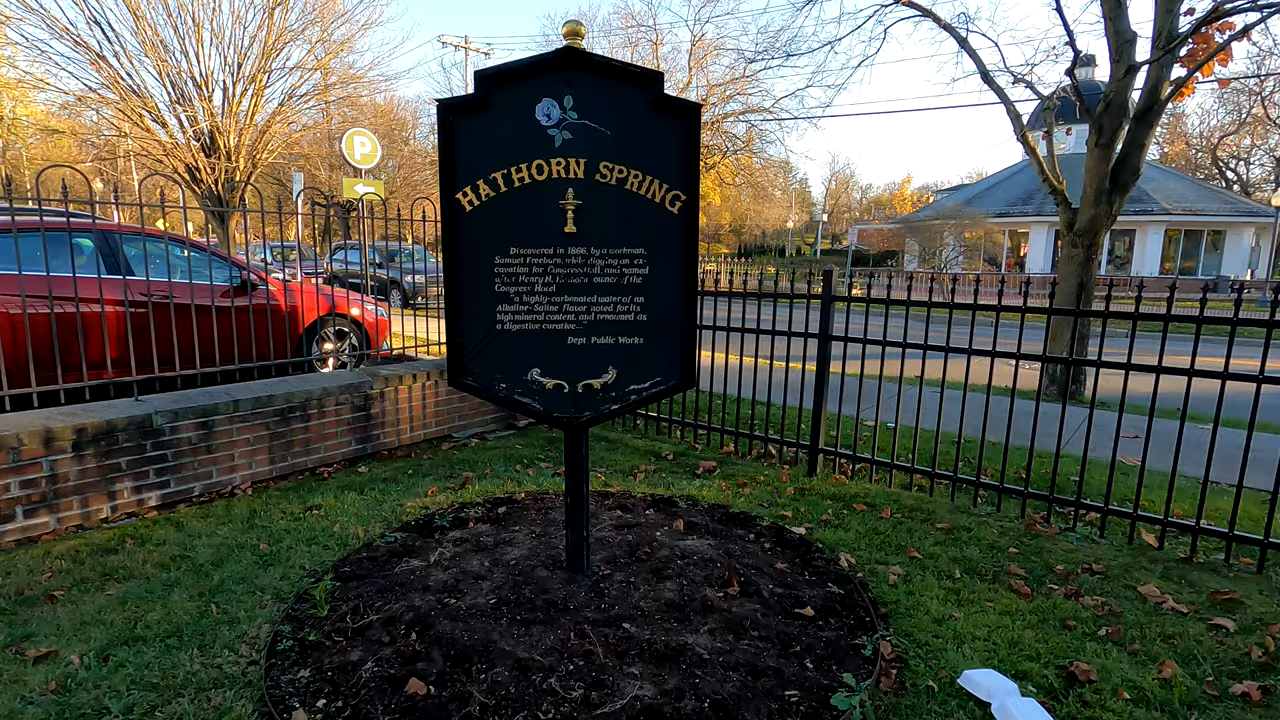 P
HATHORN SPRING
Discovered in 1866, by a workman,
Samuel Freeburn, while digging an ex-
cavation for Congress Hall, and named
after Henry H. owner of the
Congress Hotel
"a highly-carbonated water of an
Alkaline-Saline flavor noted for its
high mineral content, and renowned as
a digestive curative..."
Dept. Public Works